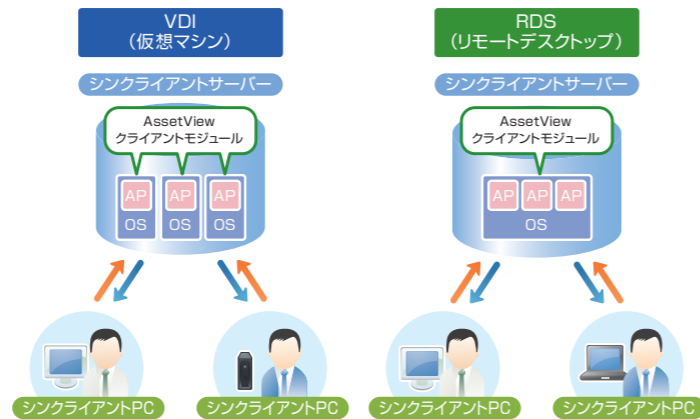 VDI
（仮想マシン）
シンクライアントサーバー
AssetView
クライアントモジュール
AP AP AP
OS OS OS
シンクライアントPC シンクライアントPC
RDS
（リモートデスクトップ）
シンクライアントサーバー
AssetView
クライアントモジュール
AP AP AP
OS
シンクライアントPC シンクライアントPC